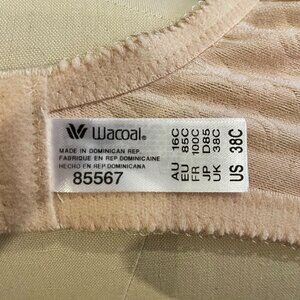 Wacoal®
MADE IN DOMINICAN REP.
FABRIQUE EN REP. DOMINICAINE
HECHO EN REP. DOMINICANA
85567
AU 16C
EU 85C
FR 100C
JP D85
UK 38C
US 38C